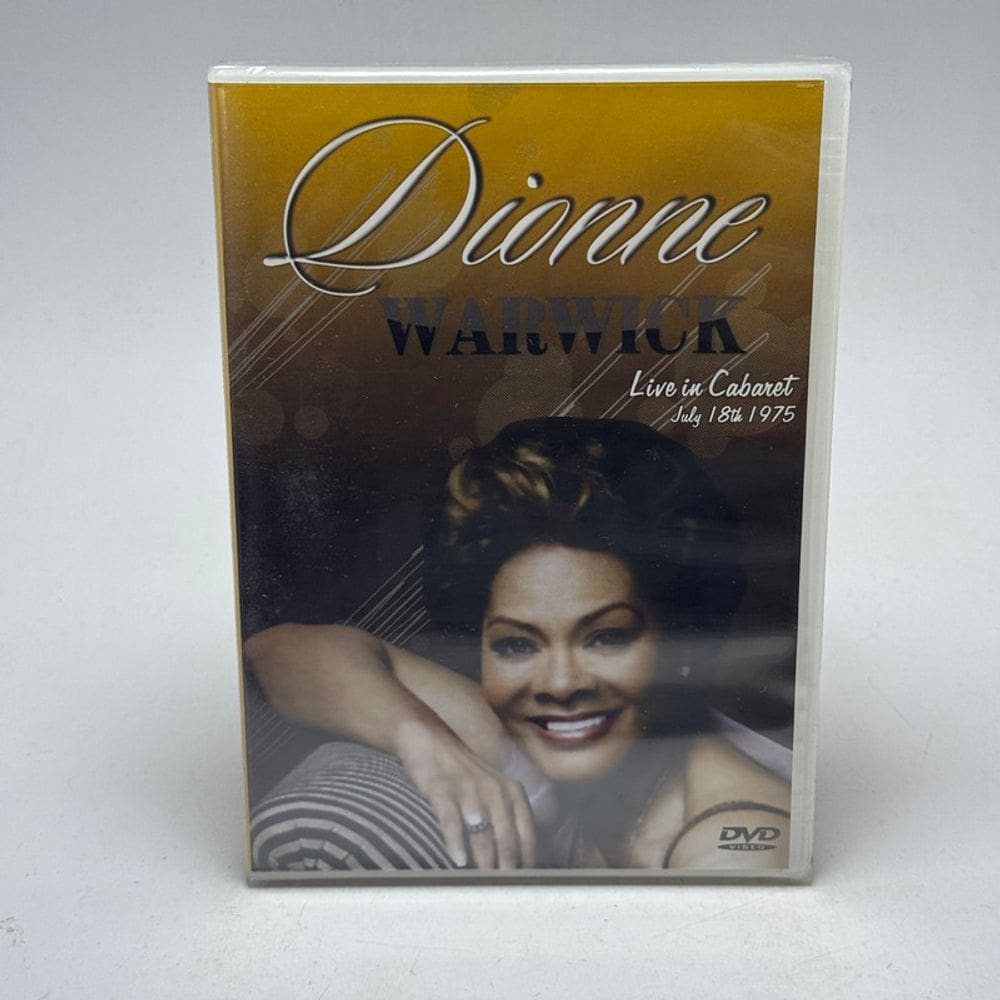 Dionne
WARWICK
Live in Cabaret
July 18th 1975
DVD
VIDEO